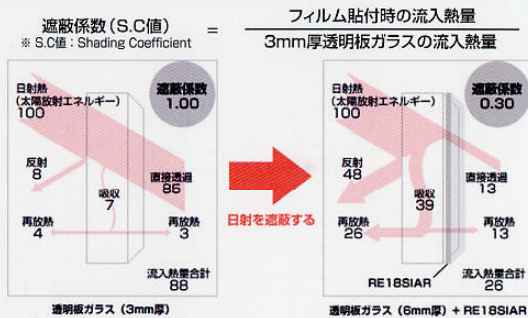 遮蔽係数(S.C値) = フィルム貼付時の流入熱量
※ S.C値:Shading Coefficient
3mm厚透明板ガラスの流入熱量
日射熱
(太陽放射エネルギー)
100
遮蔽係数
1.00
反射
8
吸収
7
直接透過
85
再放熱
4
再放熱
3
流入熱量合計
88
透明板ガラス(3mm厚)
日射を遮蔽する
日射熱
(太陽放射エネルギー)
100
遮蔽係数
0.30
反射
48
吸収
39
直接透過
13
再放熱
26
再放熱
13
流入熱量合計
26
RE18SIAR
透明板ガラス(6mm厚)+ RE18SIAR